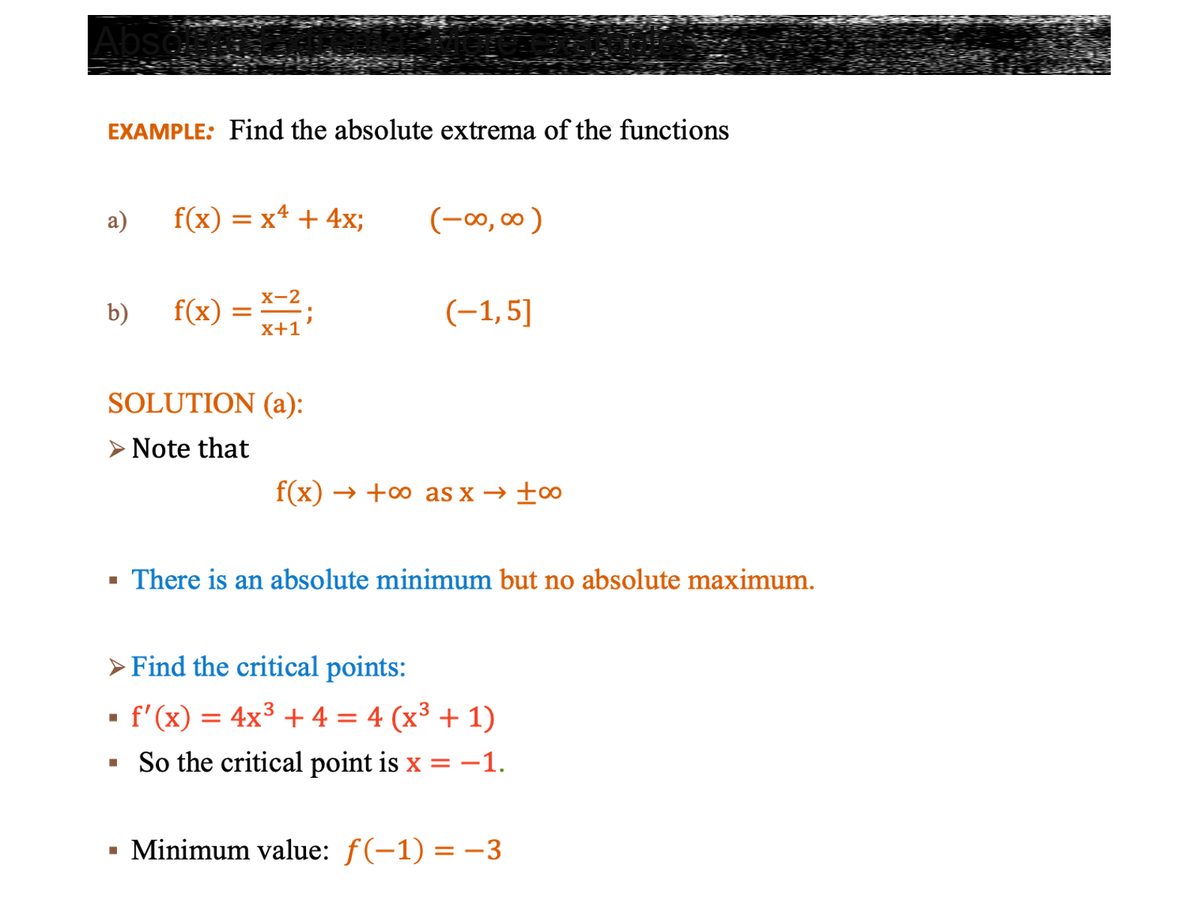 EXAMPLE: Find the absolute extrema of the functions
a) f(x) = x⁴ + 4x; (−∞, ∞ )
b) f(x) = x−2/x+1; (−1, 5]
SOLUTION (a):
➢ Note that
f(x) → +∞ as x → ±∞
▪ There is an absolute minimum but no absolute maximum.
➢ Find the critical points:
▪ f′(x) = 4x³ + 4 = 4 (x³ + 1)
▪ So the critical point is x = −1.
▪ Minimum value: f(−1) = −3